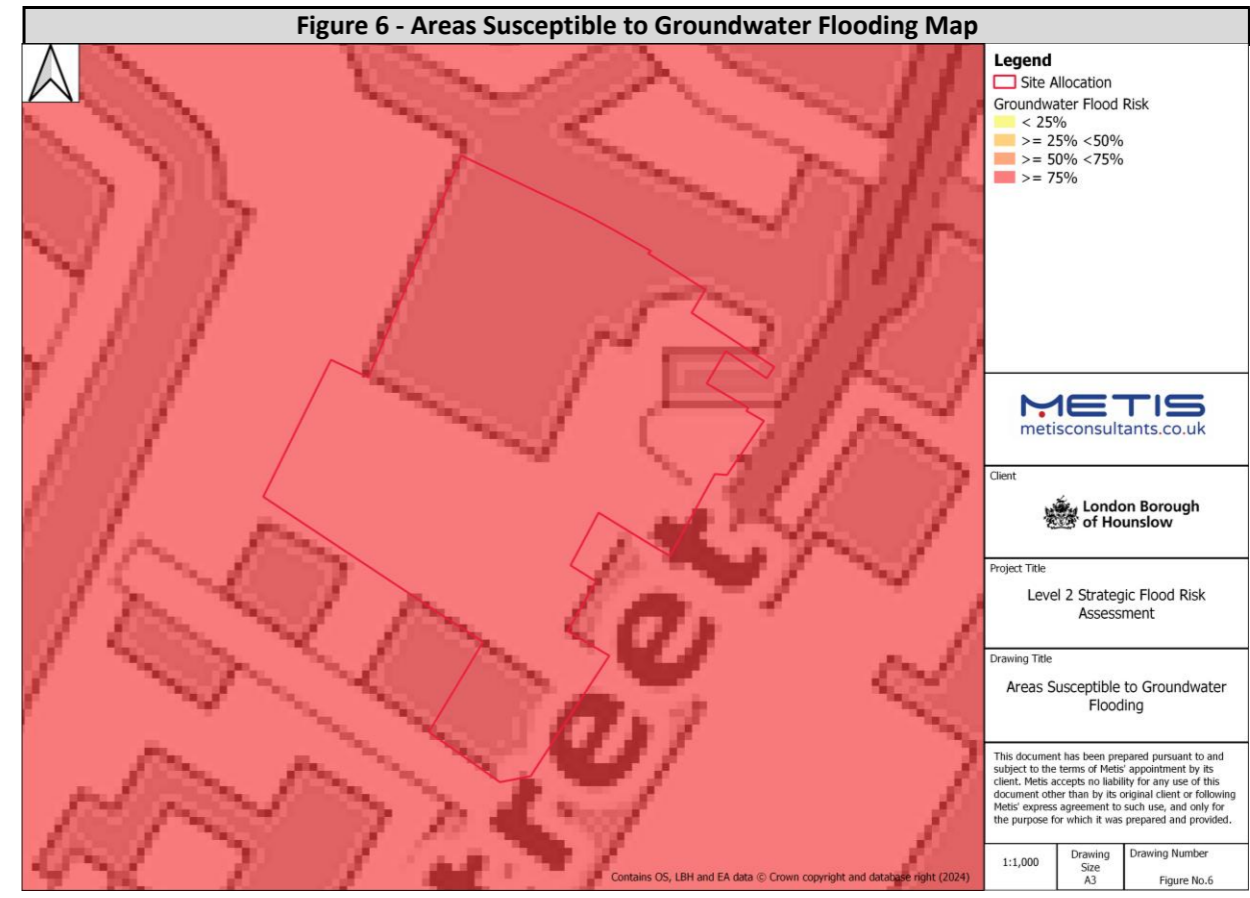 Figure 6 - Areas Susceptible to Groundwater Flooding Map
Legend
Site Allocation
Groundwater Flood Risk
< 25%
>= 25% <50%
>= 50% <75%
>= 75%
METIS
metisconsultants.co.uk
Client
London Borough
of Hounslow
Project Title
Level 2 Strategic Flood Risk
Assessment
Drawing Title
Areas Susceptible to Groundwater
Flooding
This document has been prepared pursuant to and
subject to the terms of Metis' appointment by its
client. Metis accepts no liability for any use of this
document other than by its original client or following
Metis' express agreement to such use, and only for
the purpose for which it was prepared and provided.
1:1,000
Drawing
Size
A3
Drawing Number
Figure No.6
treet
Contains OS, LBH and EA data © Crown copyright and database right (2024)